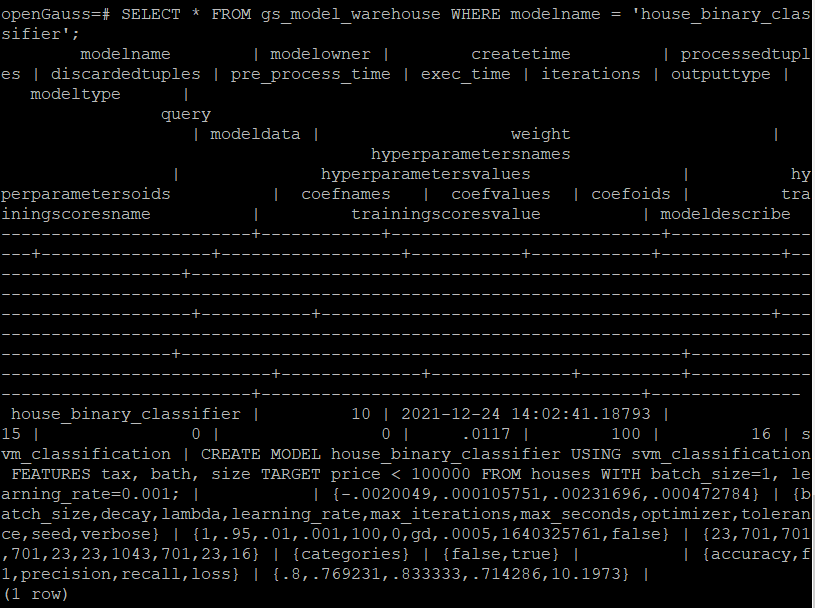 openGauss=# SELECT * FROM gs_model_warehouse WHERE modelname = 'house_binary_clas
sifier';
        modelname        | modelowner |         createtime         | processedtupl
es | discardedtuples | pre_process_time | exec_time | iterations | outputtype |
   modeltype      |
                query
                   | modeldata |                   weight                    |
                                     hyperparametersnames
                 |              hyperparametersvalues               |          hy
perparametersoids          |  coefnames   |  coefvalues  | coefoids |         tra
iningscoresname          |         trainingscoresvalue          | modeldescribe
-------------------------+------------+----------------------------+--------------
---+-----------------+------------------+-----------+------------+------------+--
------------------+--------------------------------------------------------------
---------------------------------------------------------------------------------
-------------------+-----------+---------------------------------------------+---
---------------------------------------------------------------------------------
-----------------+--------------------------------------------------+------------
---------------------------+--------------+--------------+----------+------------
-------------------------+--------------------------------------+---------------
 house_binary_classifier |         10 | 2021-12-24 14:02:41.18793 |
15 |               0 |                0 |     .0117 |        100 |         16 | s
vm_classification | CREATE MODEL house_binary_classifier USING svm_classification
 FEATURES tax, bath, size TARGET price < 100000 FROM houses WITH batch_size=1, le
arning_rate=0.001; |           | {-.0020049,.000105751,.00231696,.000472784} | {b
atch_size,decay,lambda,learning_rate,max_iterations,max_seconds,optimizer,toleran
ce,seed,verbose} | {1,.95,.01,.001,100,0,gd,.0005,1640325761,false} | {23,701,701
,701,23,23,1043,701,23,16} | {categories} | {false,true} |          | {accuracy,f
1,precision,recall,loss} | {.8,.769231,.833333,.714286,10.1973} |
(1 row)